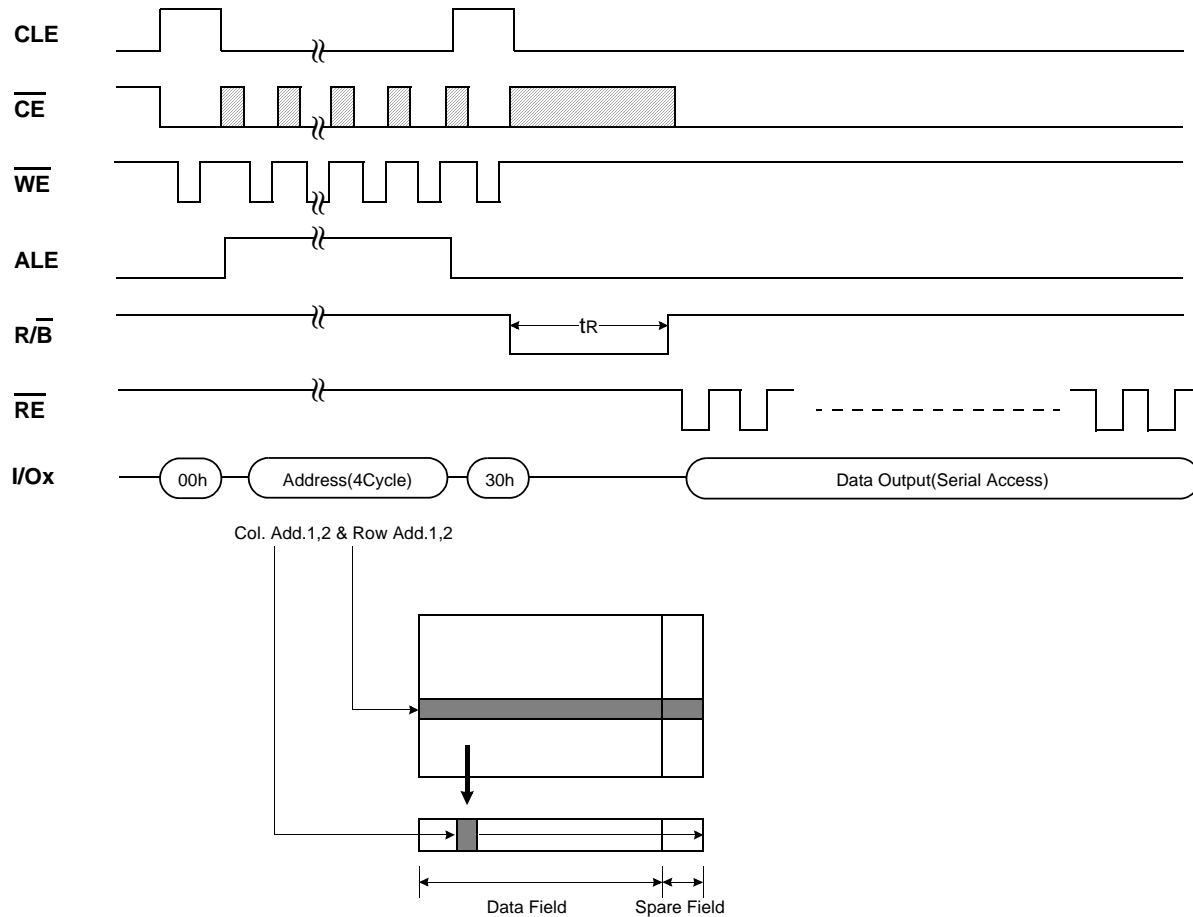 CLE
CE
WE
ALE
R/B
tR
RE
I/Ox
00h
Address(4Cycle)
30h
Data Output(Serial Access)
Col. Add.1,2 & Row Add.1,2
Data Field
Spare Field